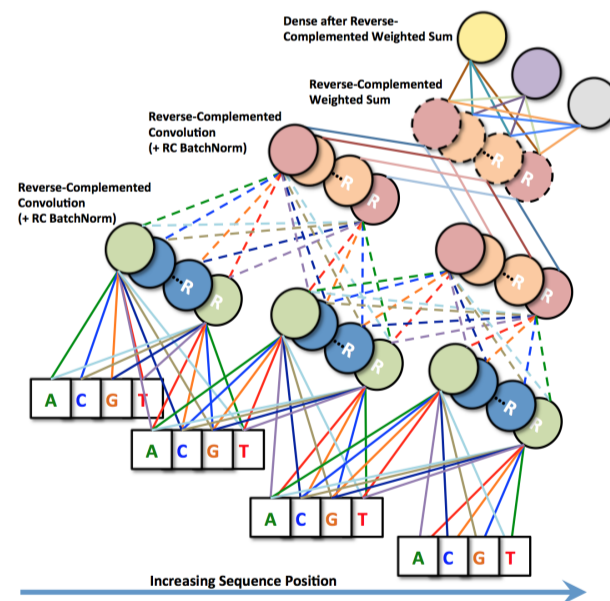 Dense after Reverse-
Complemented Weighted Sum
Reverse-Complemented
Weighted Sum
Reverse-Complemented
Convolution
(+ RC BatchNorm)
Reverse-Complemented
Convolution
(+ RC BatchNorm)
R
R
R
R
R
R
R
R
R
R
R
R
A C G T
A C G T
A C G T
A C G T
Increasing Sequence Position